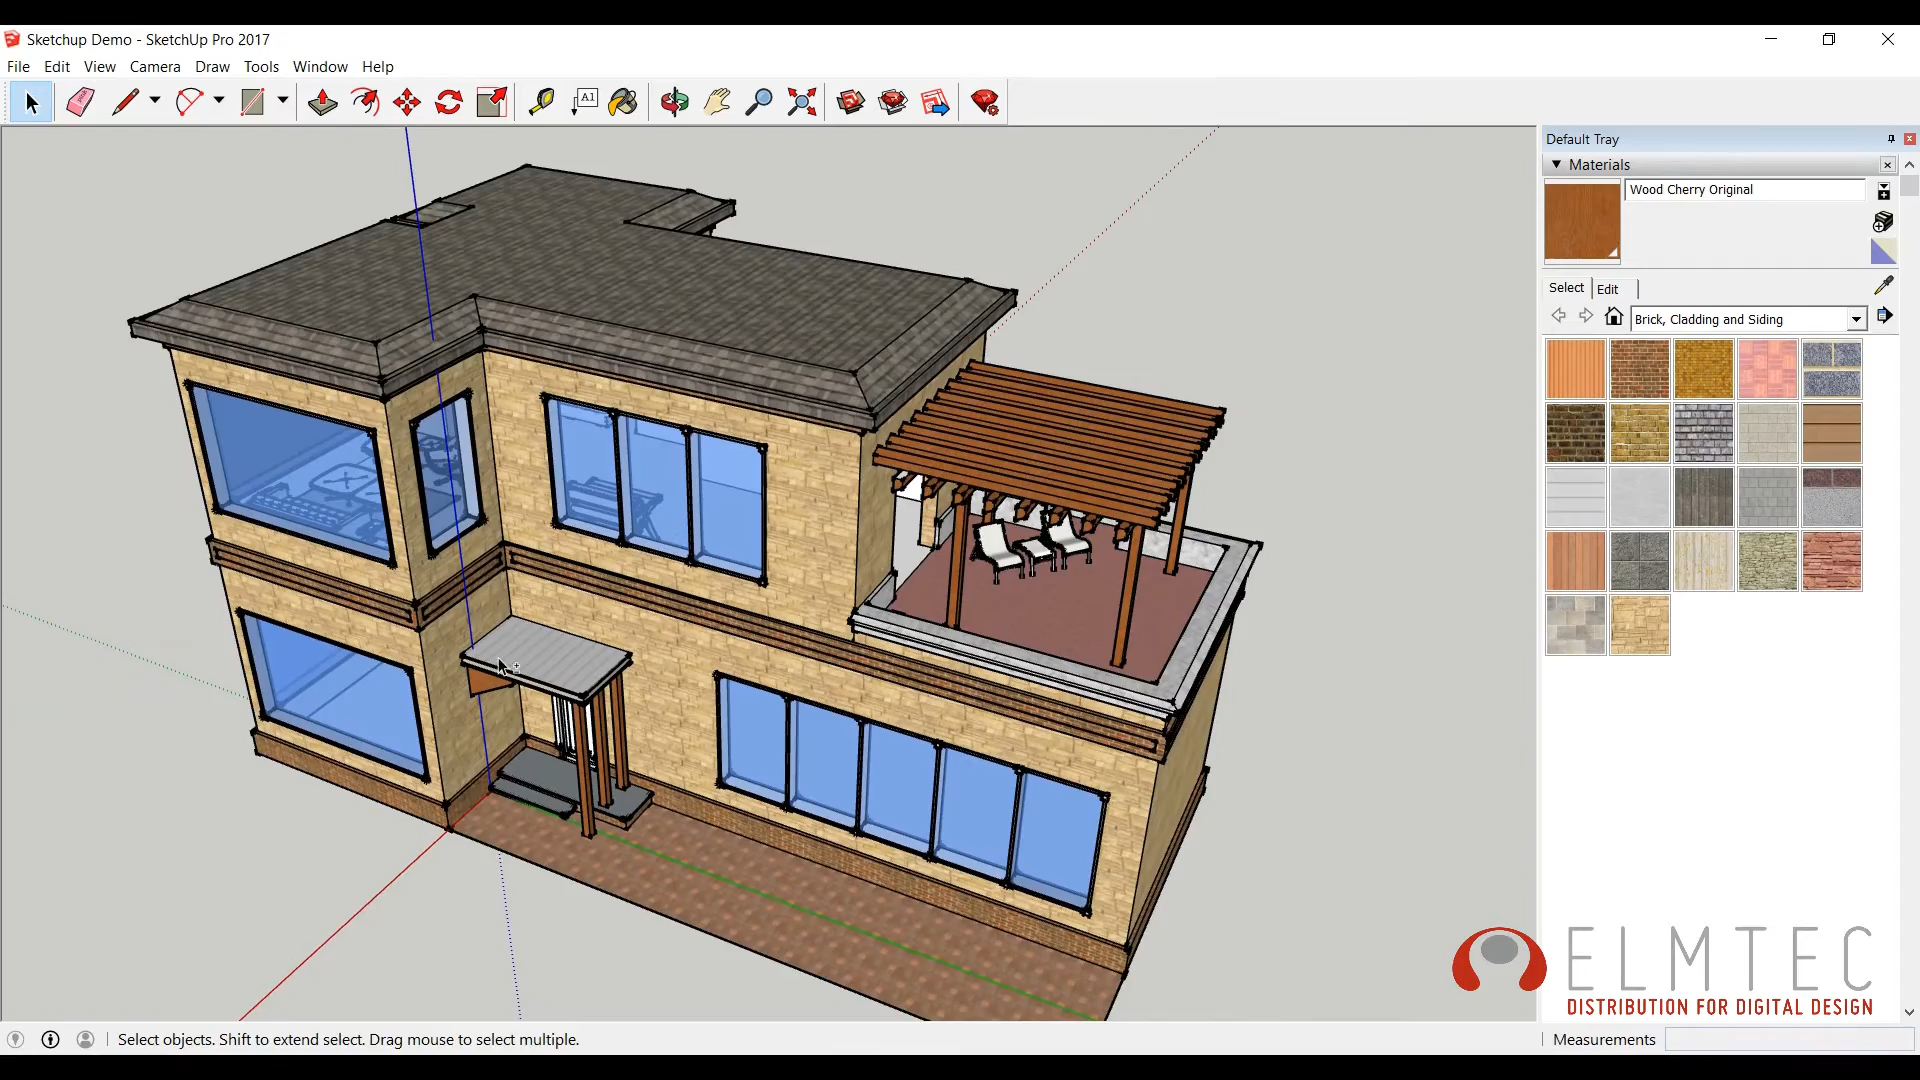 Sketchup Demo - SketchUp Pro 2017
File Edit View Camera Draw Tools Window Help
A1
Default Tray
Materials
Wood Cherry Original
Select Edit
Brick, Cladding and Siding
ELMTEC
DISTRIBUTION FOR DIGITAL DESIGN
Select objects. Shift to extend select. Drag mouse to select multiple.
Measurements